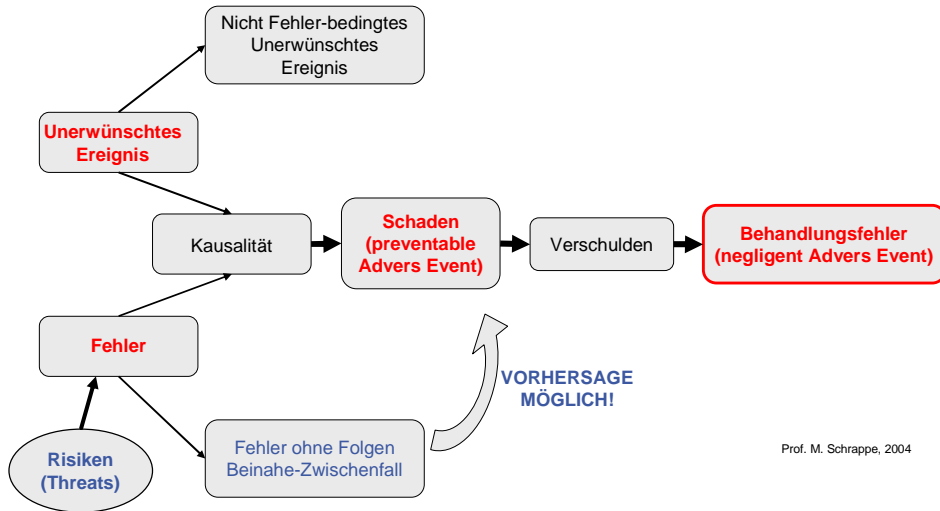 Nicht Fehler-bedingtes
Unerwünschtes
Ereignis
Unerwünschtes
Ereignis
Kausalität
Schaden
(preventable
Advers Event)
Verschulden
Behandlungsfehler
(negligent Advers Event)
Fehler
VORHERSAGE
MÖGLICH!
Risiken
(Threats)
Fehler ohne Folgen
Beinahe-Zwischenfall
Prof. M. Schrappe, 2004